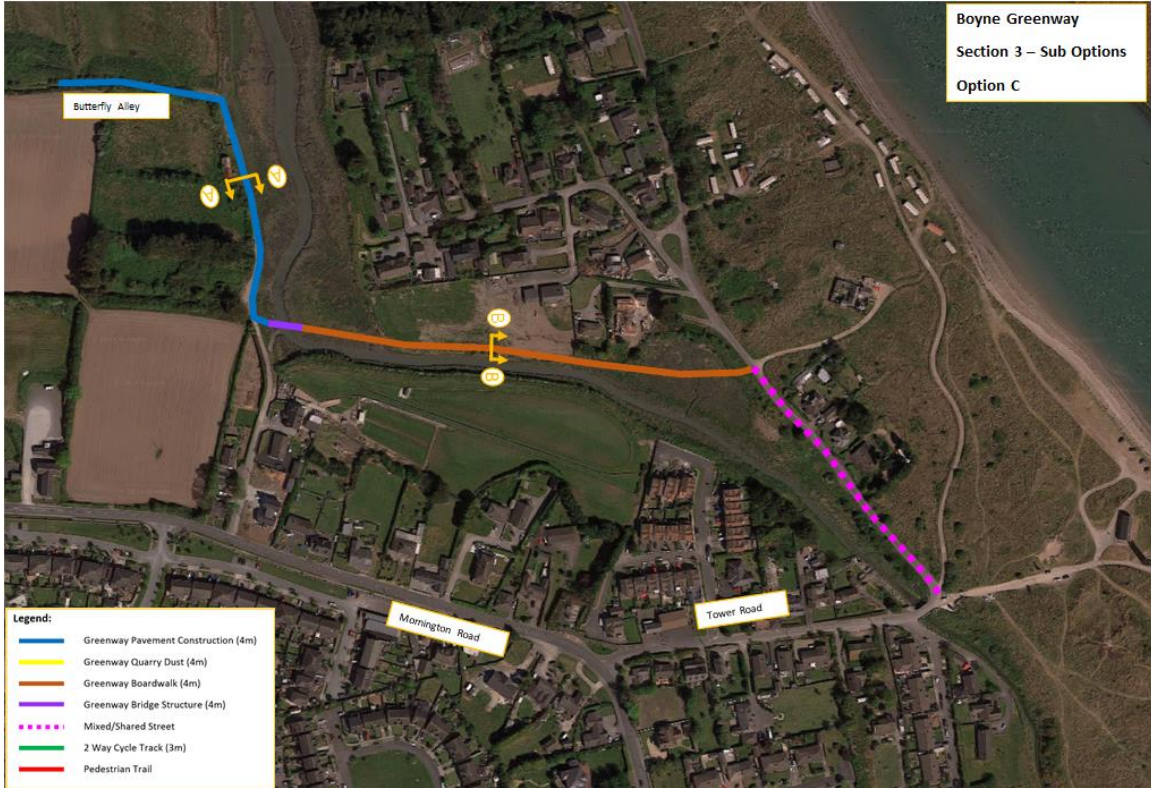 Boyne Greenway
Section 3 – Sub Options
Option C
Butterfly Alley
A
A
B
B
Mornington Road
Tower Road
Legend:
Greenway Pavement Construction (4m)
Greenway Quarry Dust (4m)
Greenway Boardwalk (4m)
Greenway Bridge Structure (4m)
Mixed/Shared Street
2 Way Cycle Track (3m)
Pedestrian Trail